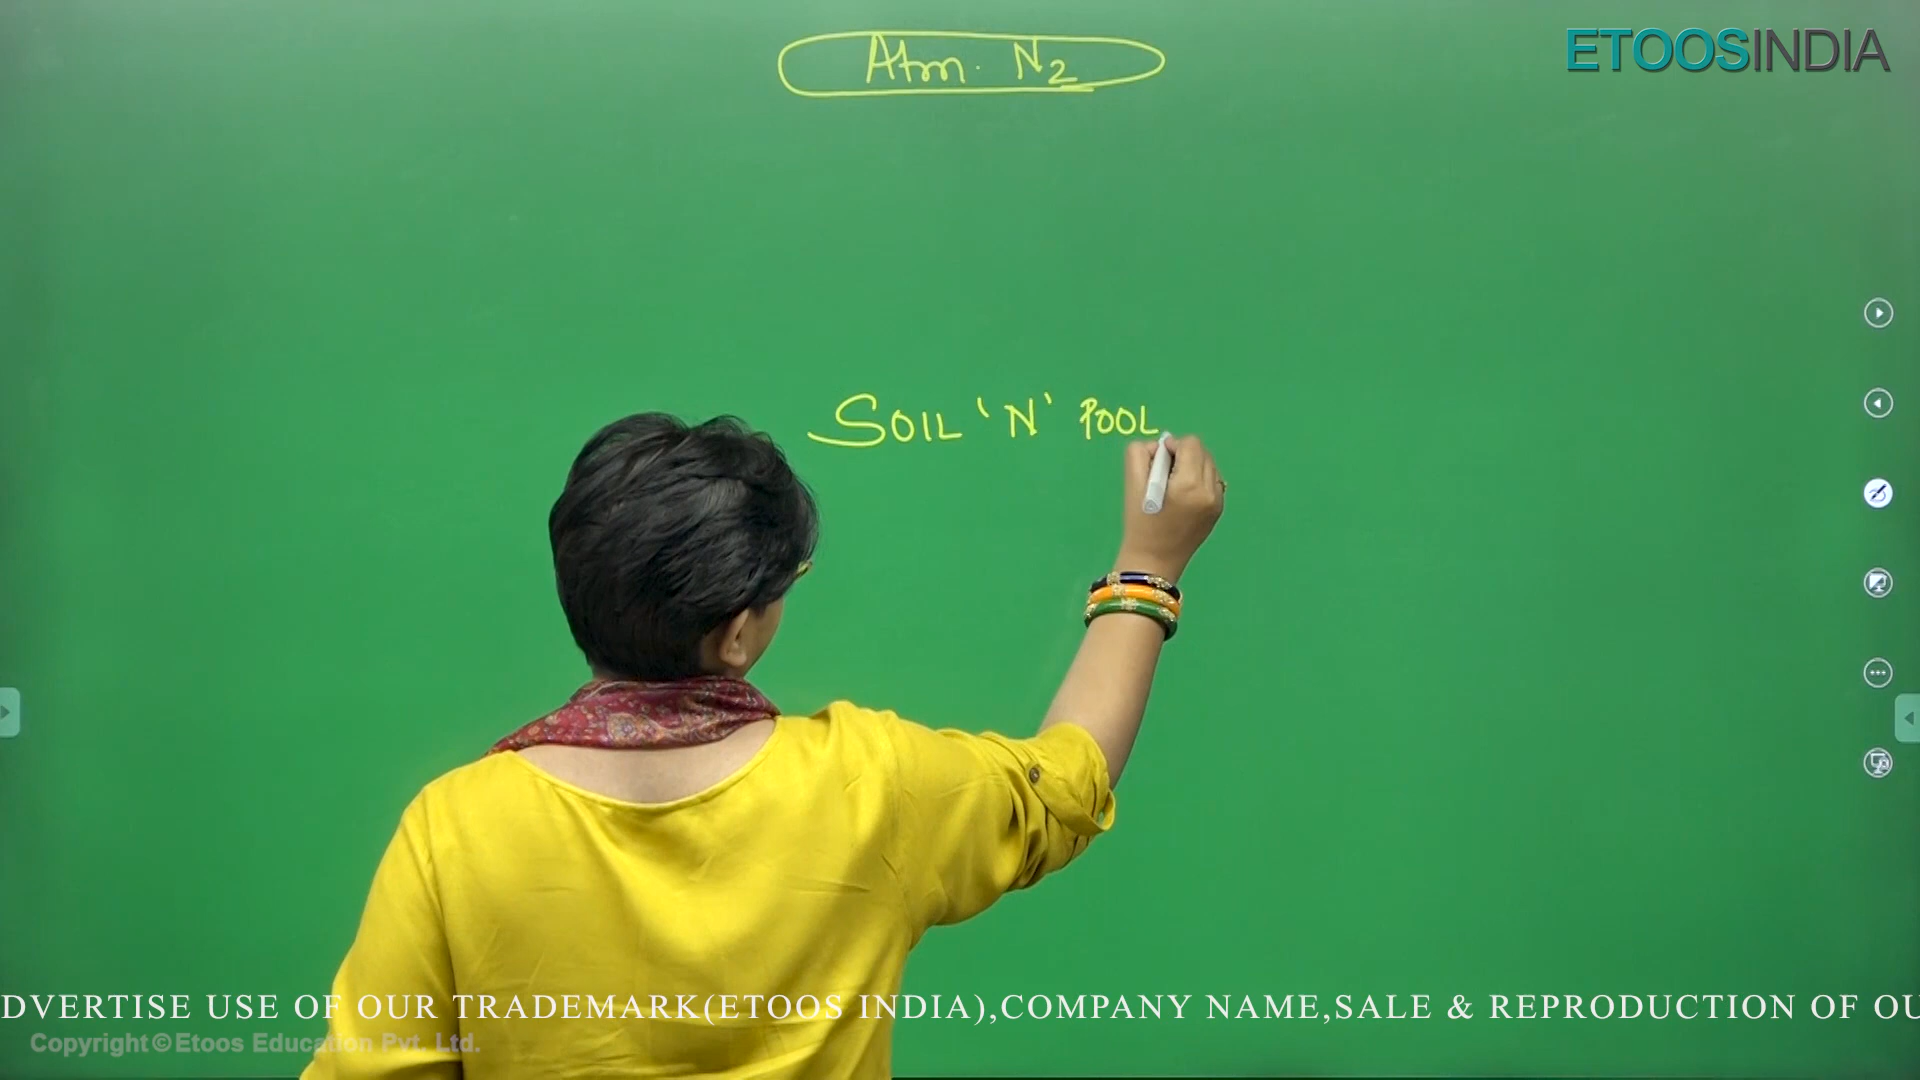 ETOOSINDIA
Atm. N2
SOIL 'N' POOL
DVERTISE USE OF OUR TRADEMARK(ETOOS INDIA),COMPANY NAME,SALE & REPRODUCTION OF OU
Copyright © Etoos Education Pvt. Ltd.